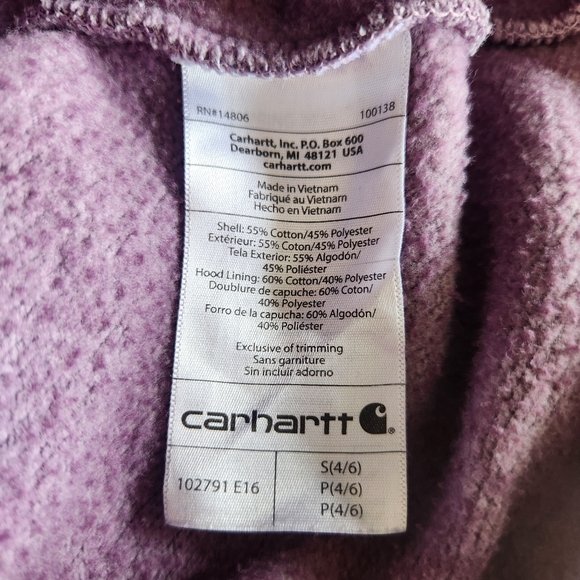 RN#14806 100138
Carhartt, Inc. P.O. Box 600
Dearborn, MI 48121 USA
carhartt.com
Made in Vietnam
Fabriqué au Vietnam
Hecho en Vietnam
Shell: 55% Cotton/45% Polyester
Extérieur: 55% Coton/45% Polyester
Tela Exterior: 55% Algodón/
45% Poliéster
Hood Lining: 60% Cotton/40% Polyester
Doublure de capuche: 60% Coton/
40% Polyester
Forro de la capucha: 60% Algodón/
40% Poliéster
Exclusive of trimming
Sans garniture
Sin incluir adorno
carhartt
102791 E16
S(4/6)
P(4/6)
P(4/6)